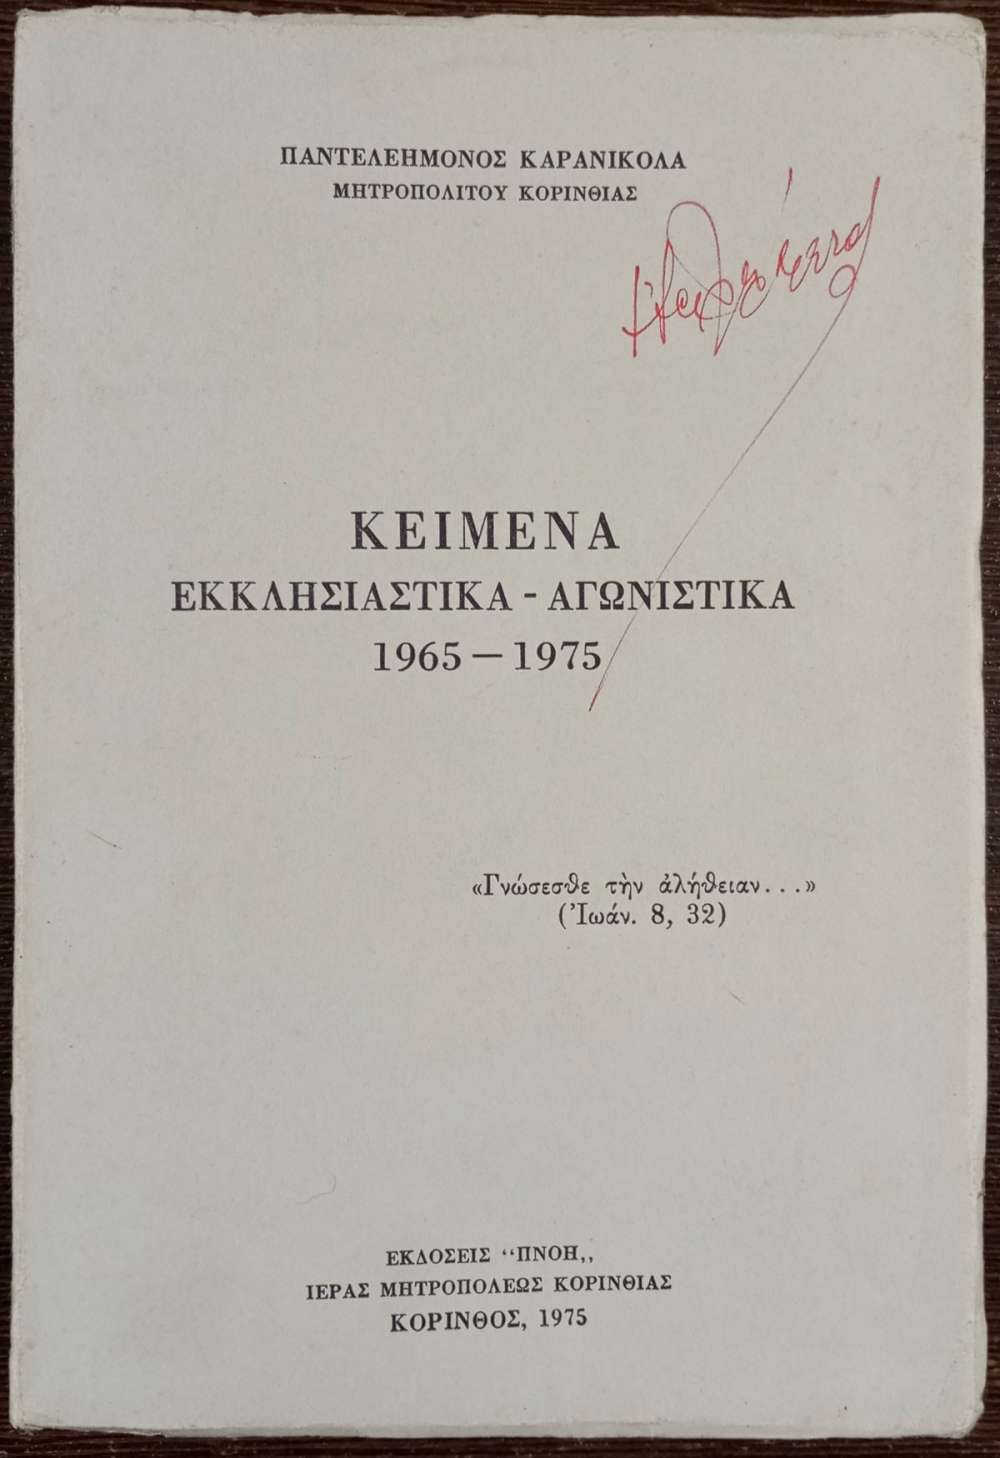 ΠΑΝΤΕΛΕΗΜΟΝΟΣ ΚΑΡΑΝΙΚΟΛΑ
ΜΗΤΡΟΠΟΛΙΤΟΥ ΚΟΡΙΝΘΙΑΣ
ΚΕΙΜΕΝΑ
ΕΚΚΛΗΣΙΑΣΤΙΚΑ - ΑΓΩΝΙΣΤΙΚΑ
1965 — 1975
«Γνώσεσθε τὴν ἀλήθειαν...»
(Ἰωάν. 8, 32)
ΕΚΔΟΣΕΙΣ “ΠΝΟΗ,,
ΙΕΡΑΣ ΜΗΤΡΟΠΟΛΕΩΣ ΚΟΡΙΝΘΙΑΣ
ΚΟΡΙΝΘΟΣ, 1975